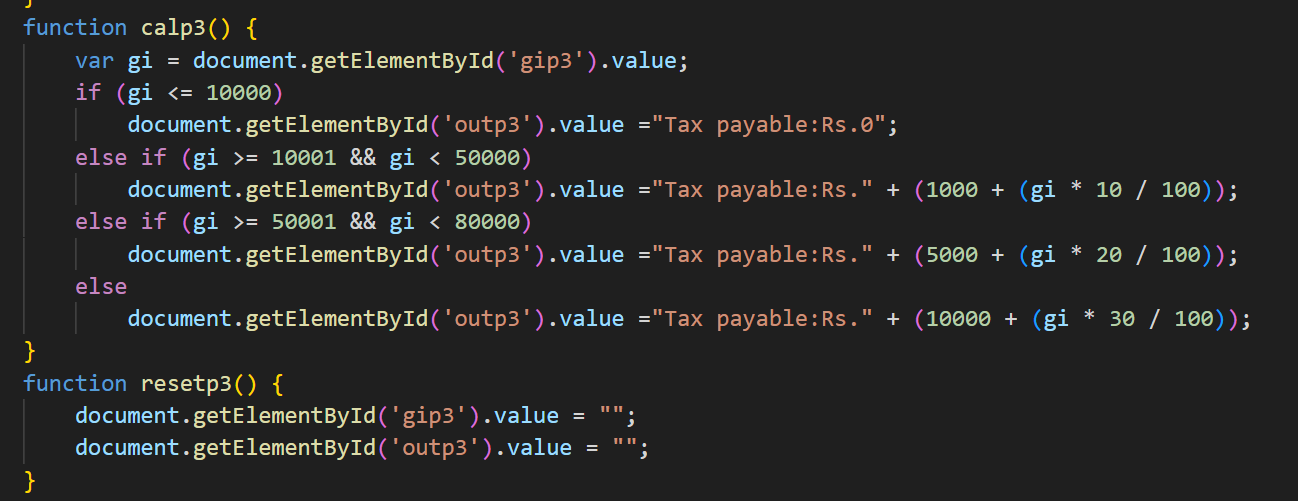 }
function calp3() {
    var gi = document.getElementById('gip3').value;
    if (gi <= 10000)
        document.getElementById('outp3').value ="Tax payable:Rs.0";
    else if (gi >= 10001 && gi < 50000)
        document.getElementById('outp3').value ="Tax payable:Rs." + (1000 + (gi * 10 / 100));
    else if (gi >= 50001 && gi < 80000)
        document.getElementById('outp3').value ="Tax payable:Rs." + (5000 + (gi * 20 / 100));
    else
        document.getElementById('outp3').value ="Tax payable:Rs." + (10000 + (gi * 30 / 100));
}
function resetp3() {
    document.getElementById('gip3').value = "";
    document.getElementById('outp3').value = "";
}